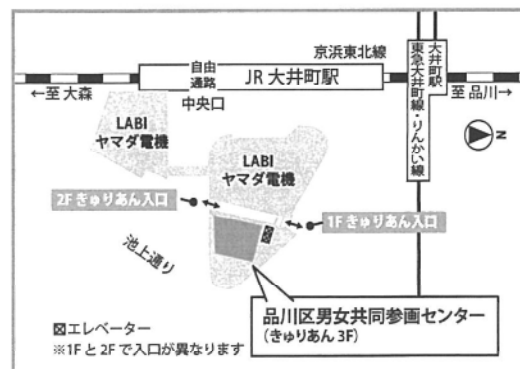 京浜東北線
自由
通路
JR 大井町駅
大井町駅
東急大井町線・りんかい線
←至 大森
中央口
至 品川→
LABI
ヤマダ電機
LABI
ヤマダ電機
N
2F きゅりあん入口
1F きゅりあん入口
池上通り
品川区男女共同参画センター
(きゅりあん 3F)
エレベーター
※1F と 2F で入口が異なります